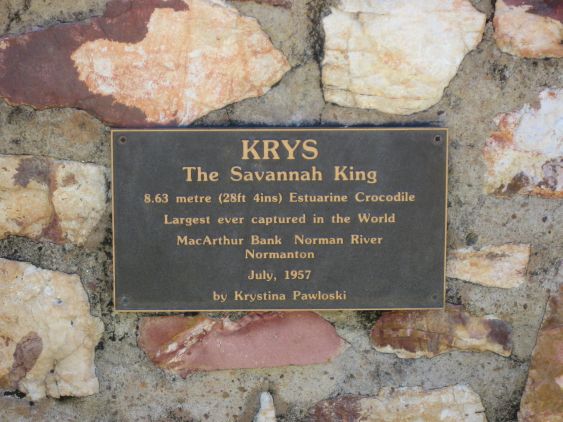 KRYS
The Savannah King
8.63 metre (28ft 4ins) Estuarine Crocodile
Largest ever captured in the World
MacArthur Bank Norman River
Normanton
July, 1957
by Krystina Pawloski